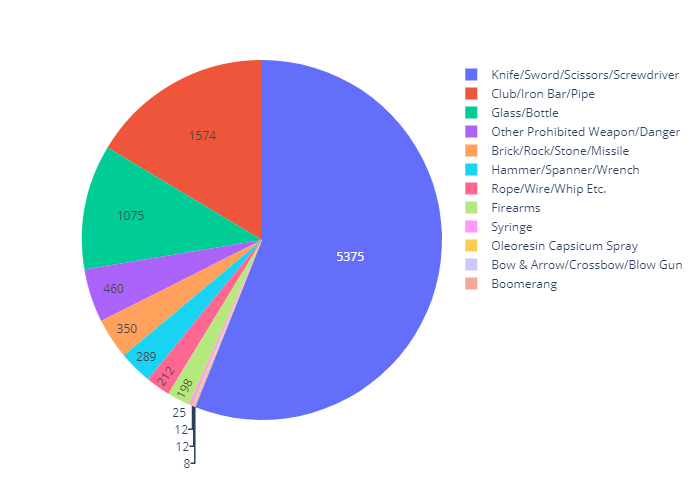 Knife/Sword/Scissors/Screwdriver
Club/Iron Bar/Pipe
Glass/Bottle
Other Prohibited Weapon/Danger
Brick/Rock/Stone/Missile
Hammer/Spanner/Wrench
Rope/Wire/Whip Etc.
Firearms
Syringe
Oleoresin Capsicum Spray
Bow & Arrow/Crossbow/Blow Gun
Boomerang
1574
1075
5375
460
350
289
212
198
25
12
12
8